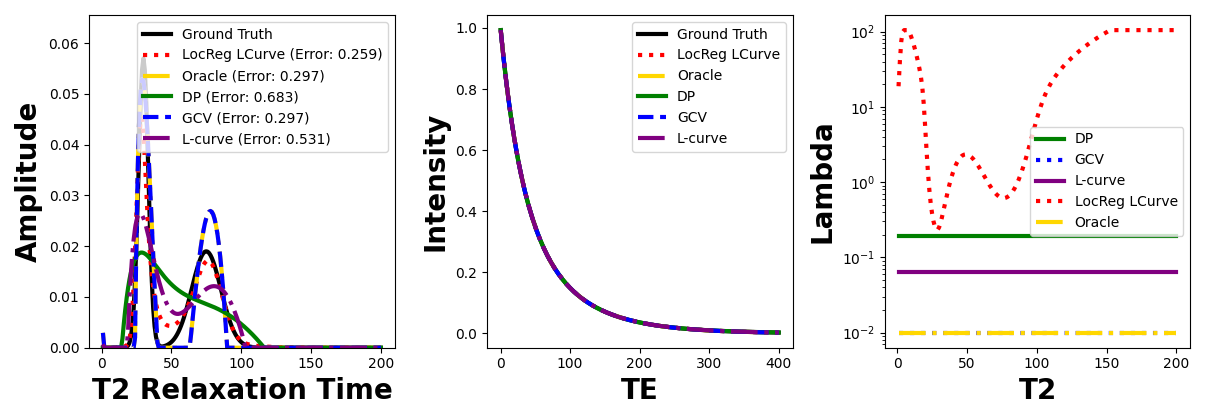 Amplitude
0.06
0.05
0.04
0.03
0.02
0.01
0.00
0
50
100
150
200
T2 Relaxation Time
Ground Truth
LocReg LCurve (Error: 0.259)
Oracle (Error: 0.297)
DP (Error: 0.683)
GCV (Error: 0.297)
L-curve (Error: 0.531)
Intensity
1.0
0.8
0.6
0.4
0.2
0.0
0
100
200
300
400
TE
Ground Truth
LocReg LCurve
Oracle
DP
GCV
L-curve
Lambda
10²
10¹
10⁰
10⁻¹
10⁻²
0
50
100
150
200
T2
DP
GCV
L-curve
LocReg LCurve
Oracle